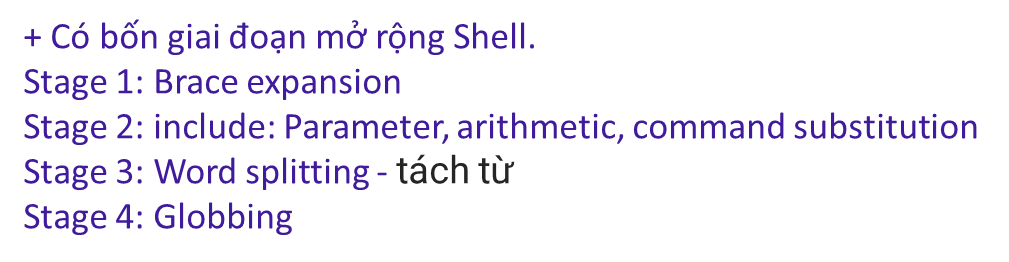 + Có bốn giai đoạn mở rộng Shell.
Stage 1: Brace expansion
Stage 2: include: Parameter, arithmetic, command substitution
Stage 3: Word splitting - tách từ
Stage 4: Globbing